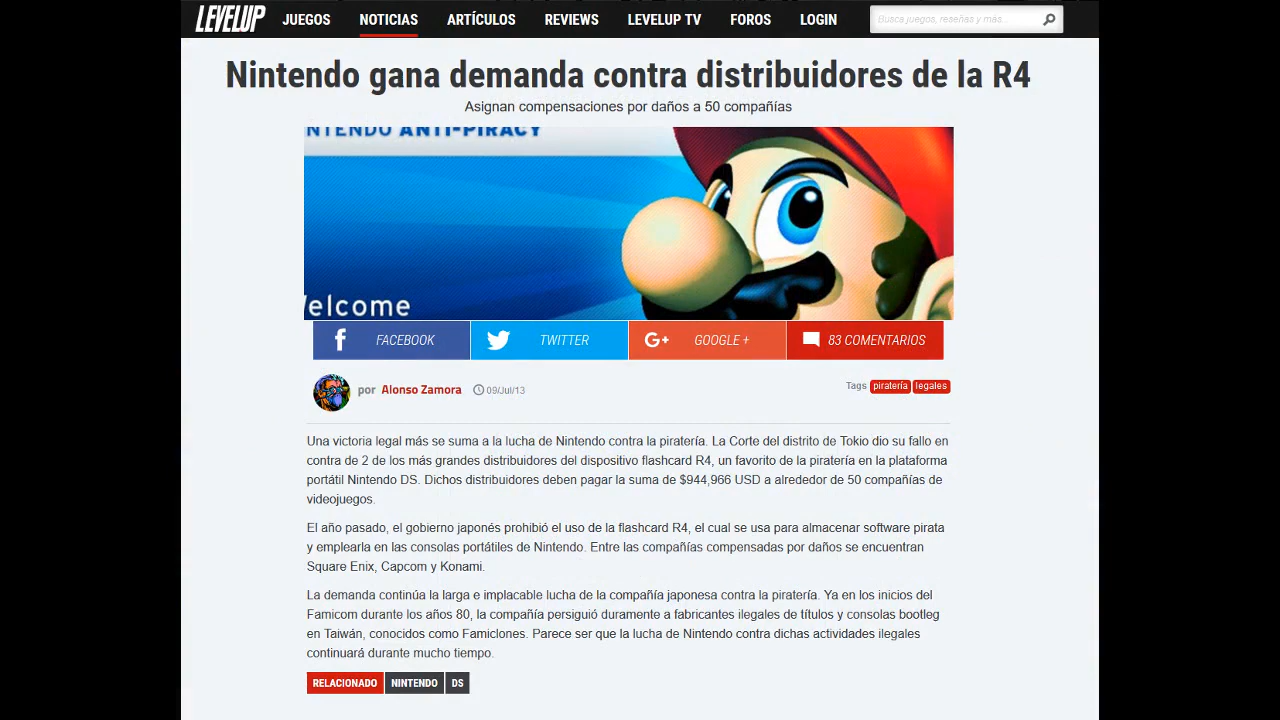 LEVELUP JUEGOS NOTICIAS ARTÍCULOS REVIEWS LEVELUP TV FOROS LOGIN Busca juegos, reseñas y más...
Nintendo gana demanda contra distribuidores de la R4
Asignan compensaciones por daños a 50 compañías
NTENDO ANTI-PIRACY
elcome
FACEBOOK TWITTER G+ GOOGLE + 83 COMENTARIOS
por Alonso Zamora 09/Jul/13 Tags piratería legales
Una victoria legal más se suma a la lucha de Nintendo contra la piratería. La Corte del distrito de Tokio dio su fallo en
contra de 2 de los más grandes distribuidores del dispositivo flashcard R4, un favorito de la piratería en la plataforma
portátil Nintendo DS. Dichos distribuidores deben pagar la suma de $944,966 USD a alrededor de 50 compañías de
videojuegos.
El año pasado, el gobierno japonés prohibió el uso de la flashcard R4, el cual se usa para almacenar software pirata
y emplearla en las consolas portátiles de Nintendo. Entre las compañías compensadas por daños se encuentran
Square Enix, Capcom y Konami.
La demanda continúa la larga e implacable lucha de la compañía japonesa contra la piratería. Ya en los inicios del
Famicom durante los años 80, la compañía persiguió duramente a fabricantes ilegales de títulos y consolas bootleg
en Taiwán, conocidos como Famiclones. Parece ser que la lucha de Nintendo contra dichas actividades ilegales
continuará durante mucho tiempo.
RELACIONADO NINTENDO DS